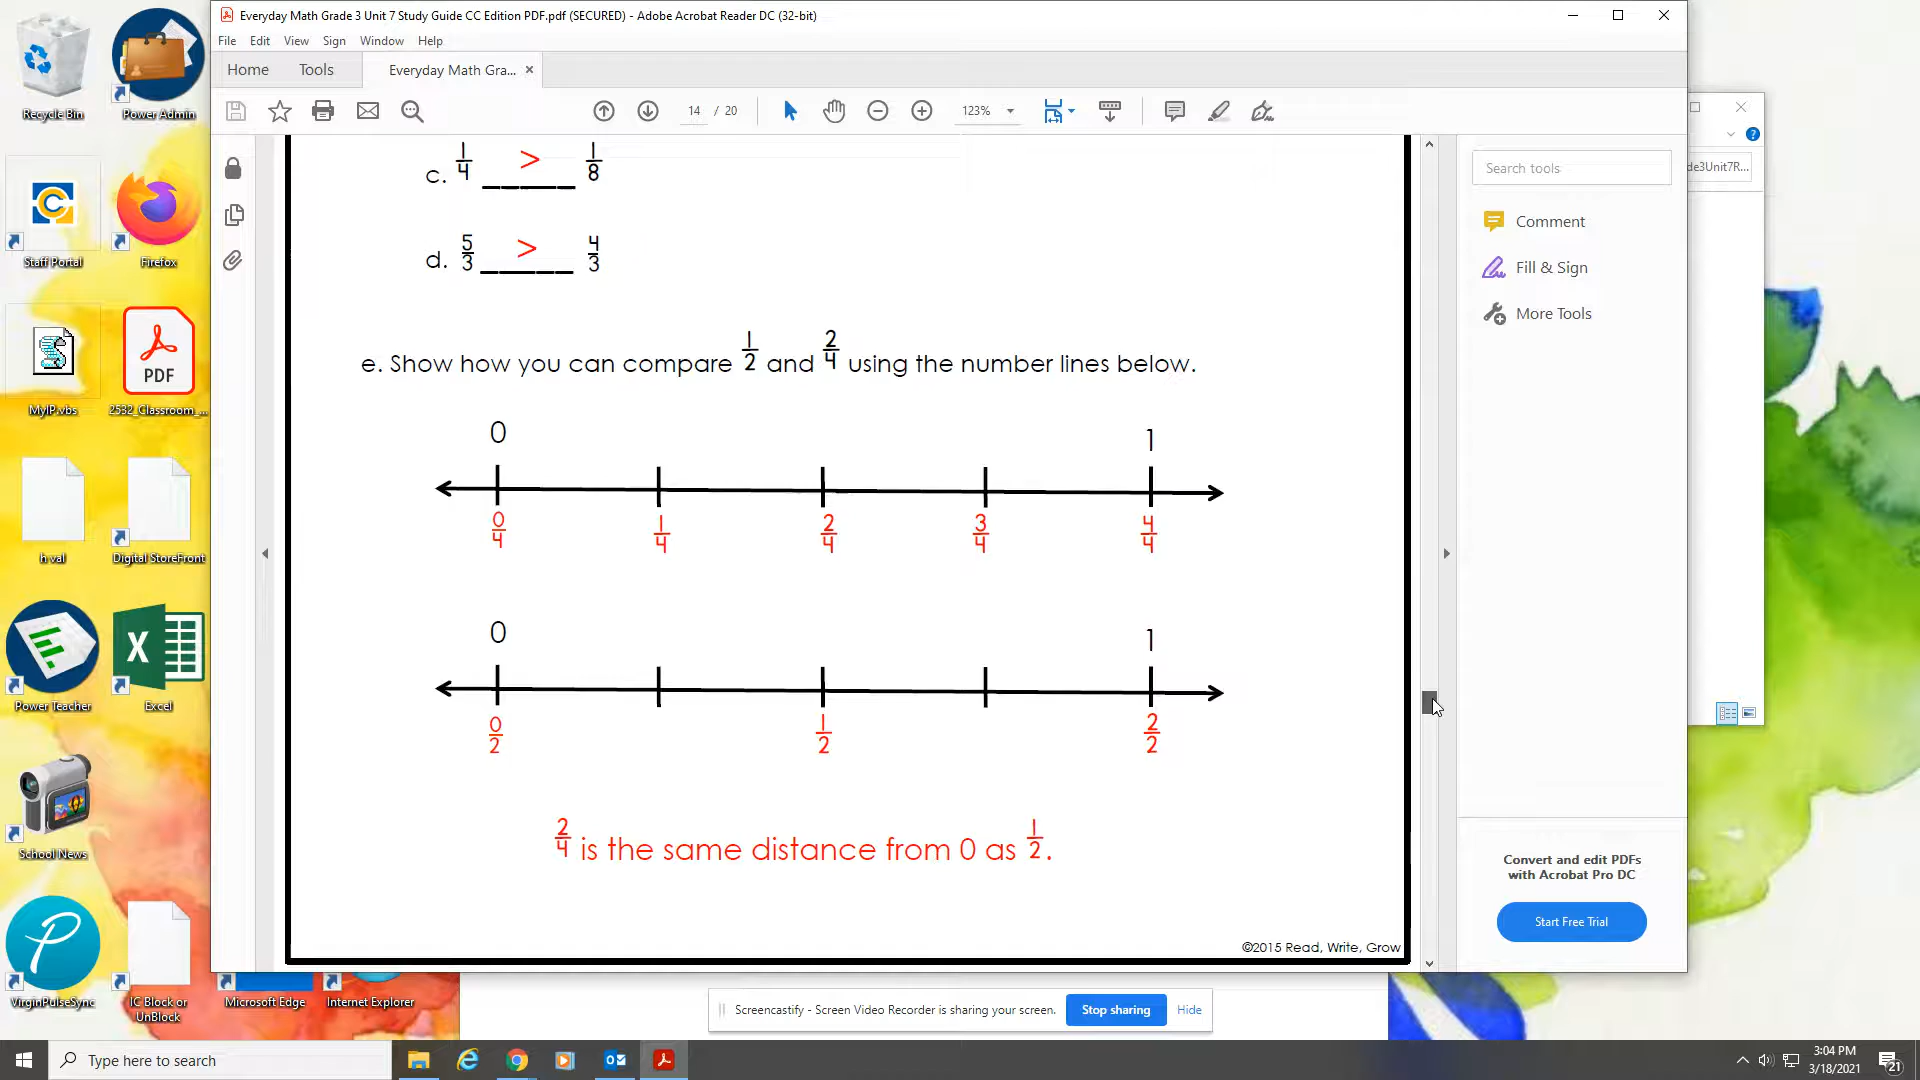 Everyday Math Grade 3 Unit 7 Study Guide CC Edition PDF.pdf (SECURED) - Adobe Acrobat Reader DC (32-bit)
File Edit View Sign Window Help
Home Tools Everyday Math Gra... ×
14 / 20 123%
Search tools
Comment
Fill & Sign
More Tools
Convert and edit PDFs
with Acrobat Pro DC
Start Free Trial
de3Unit7R...
c. 1/4 > 1/8
d. 5/3 > 4/3
e. Show how you can compare 1/2 and 2/4 using the number lines below.
0 1
0/4 1/4 2/4 3/4 4/4
0 1
0/2 1/2 2/2
2/4 is the same distance from 0 as 1/2.
©2015 Read, Write, Grow
Recycle Bin
Power Admin
Staff Portal
Firefox
MyIP.vbs
PDF
2532_Classroom_...
h val
Digital StoreFront
Power Teacher
Excel
School News
VirginPulseSync
IC Block or
UnBlock
Microsoft Edge
Internet Explorer
Screencastify - Screen Video Recorder is sharing your screen. Stop sharing Hide
Type here to search
3:04 PM
3/18/2021
21